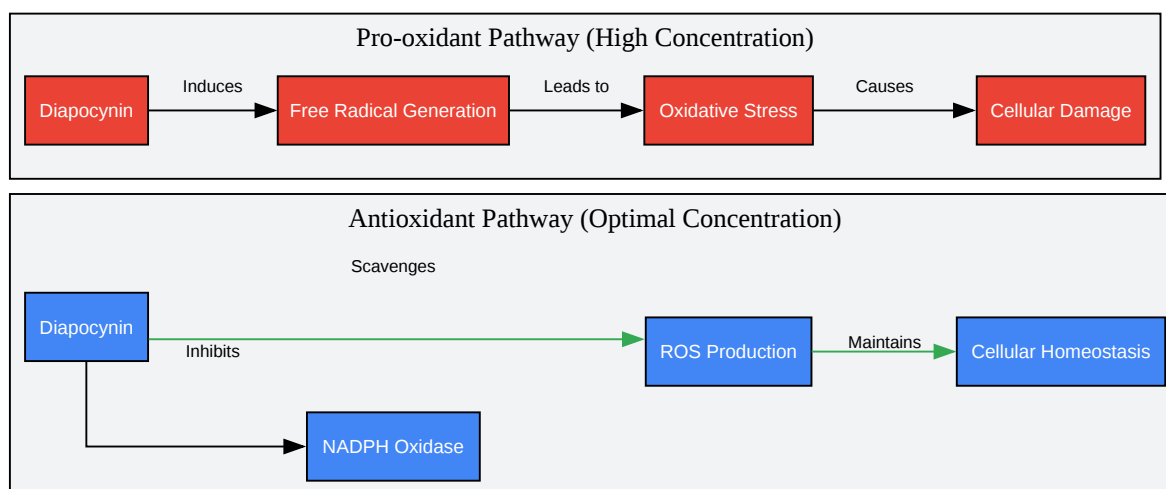 Pro-oxidant Pathway (High Concentration)
Diapocynin
Induces
Free Radical Generation
Leads to
Oxidative Stress
Causes
Cellular Damage
Antioxidant Pathway (Optimal Concentration)
Scavenges
Diapocynin
Inhibits
ROS Production
Maintains
Cellular Homeostasis
NADPH Oxidase